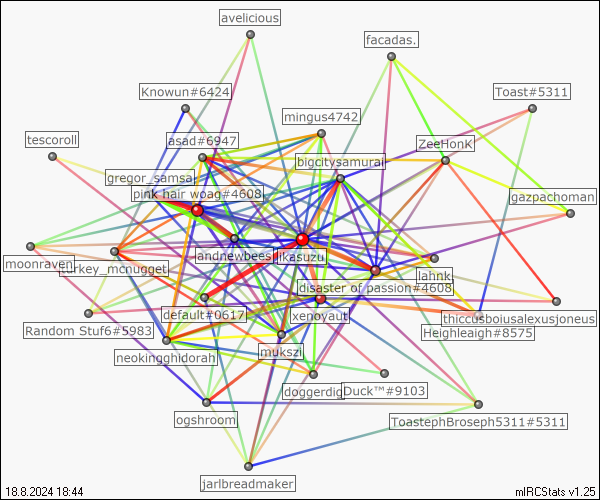 avelicious
facadas.
Knowun#6424
Toast#5311
mingus4742
tescoroll
asad#6947
ZeeHonK
bigcitysamurai
gregor_samsa
pink hair woag#4608
gazpachoman
andnewbees
ikasuzu
moonraven
turkey_mcnugget
lahnk
disaster of passion#4608
default#0617
xenoyaut
thiccusboiusalexusjoneus
Random Stuf6#5983
Heighleaigh#8575
neokingghidorah
mukszi
doggerdig
Duck™#9103
ogshroom
ToastephBroseph5311#5311
jarlbreadmaker
18.8.2024 18:44
mIRCStats v1.25